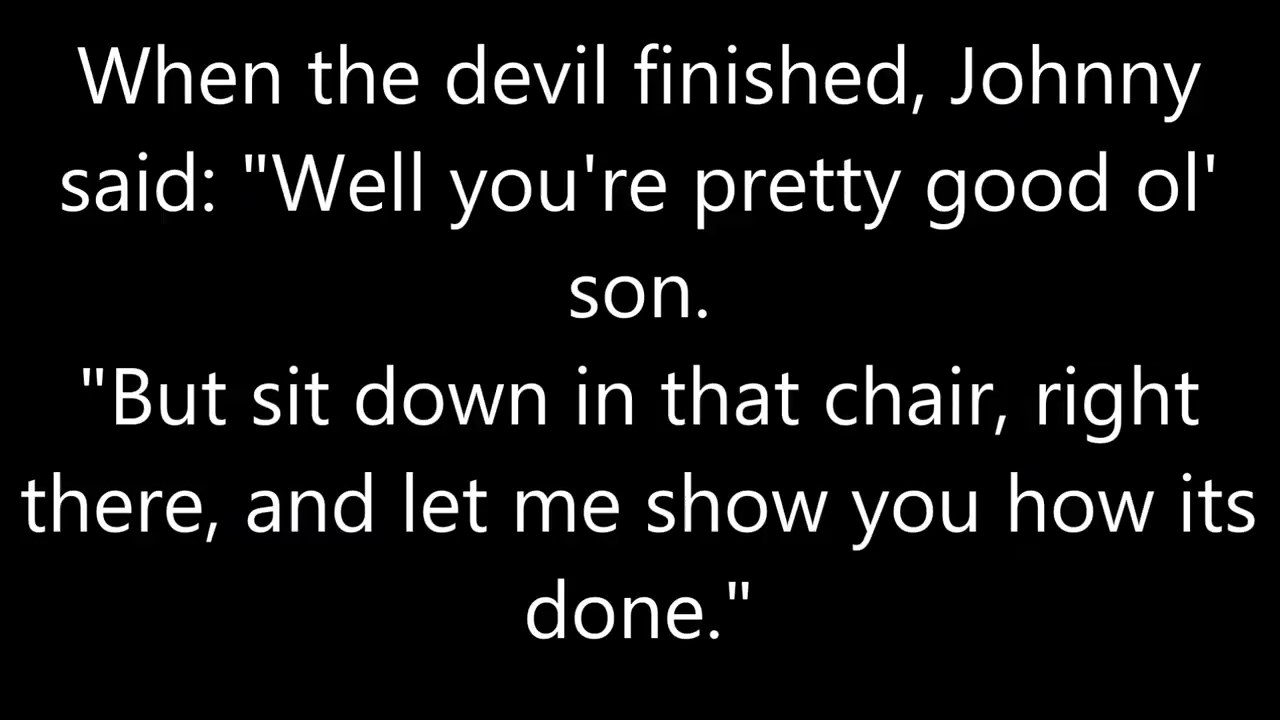 When the devil finished, Johnny
said: "Well you're pretty good ol'
son.
"But sit down in that chair, right
there, and let me show you how its
done."